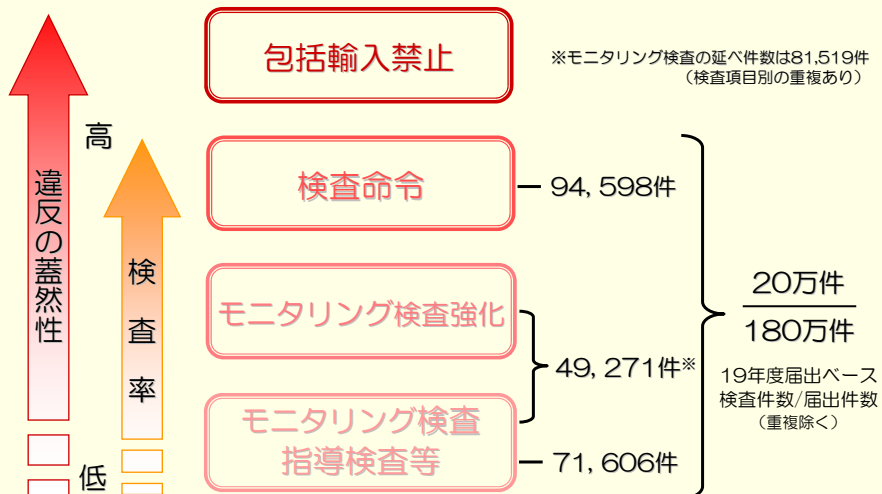 包括輸入禁止
※モニタリング検査の延べ件数は81,519件
（検査項目別の重複あり）
高
違反の蓋然性
検査率
低
検査命令
94,598件
モニタリング検査強化
49,271件※
モニタリング検査
指導検査等
71,606件
20万件
180万件
19年度届出ベース
検査件数/届出件数
（重複除く）